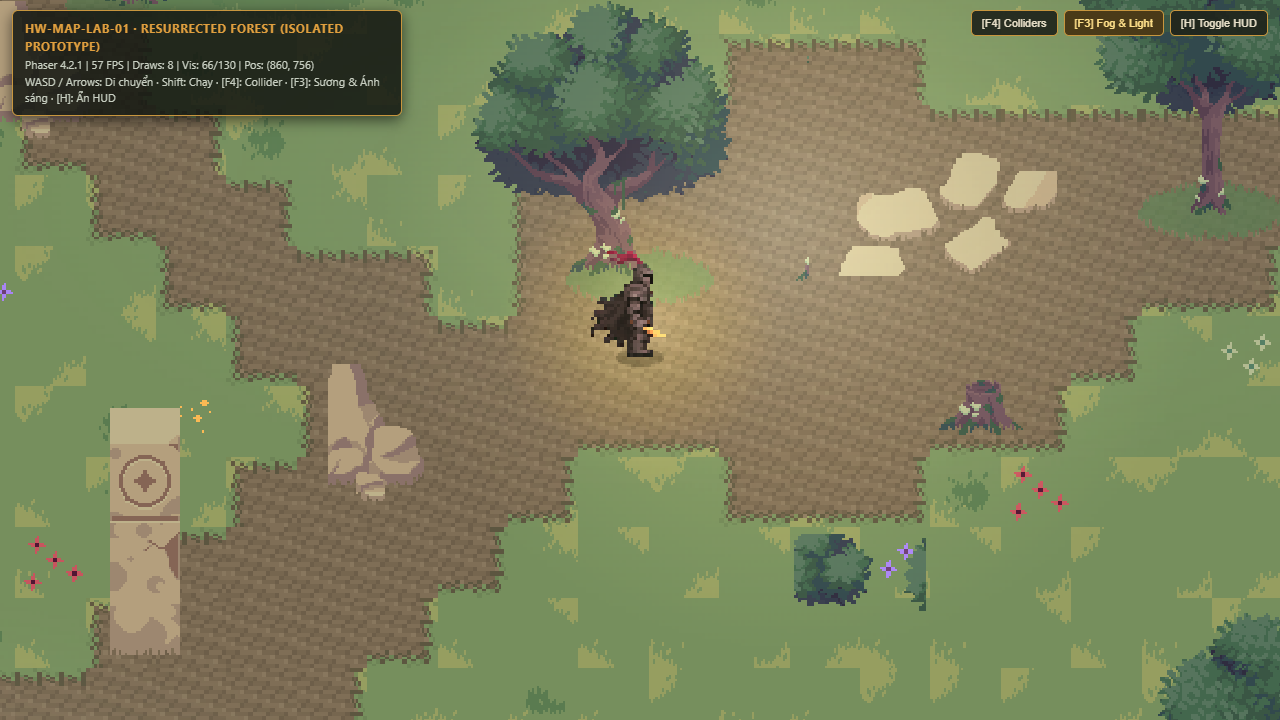 HW-MAP-LAB-01 · RESURRECTED FOREST (ISOLATED
PROTOTYPE)
Phaser 4.2.1 | 57 FPS | Draws: 8 | Vis: 66/130 | Pos: (860, 756)
WASD / Arrows: Di chuyển · Shift: Chạy · [F4]: Collider · [F3]: Sương & Ánh
sáng · [H]: Ẩn HUD
[F4] Colliders
[F3] Fog & Light
[H] Toggle HUD